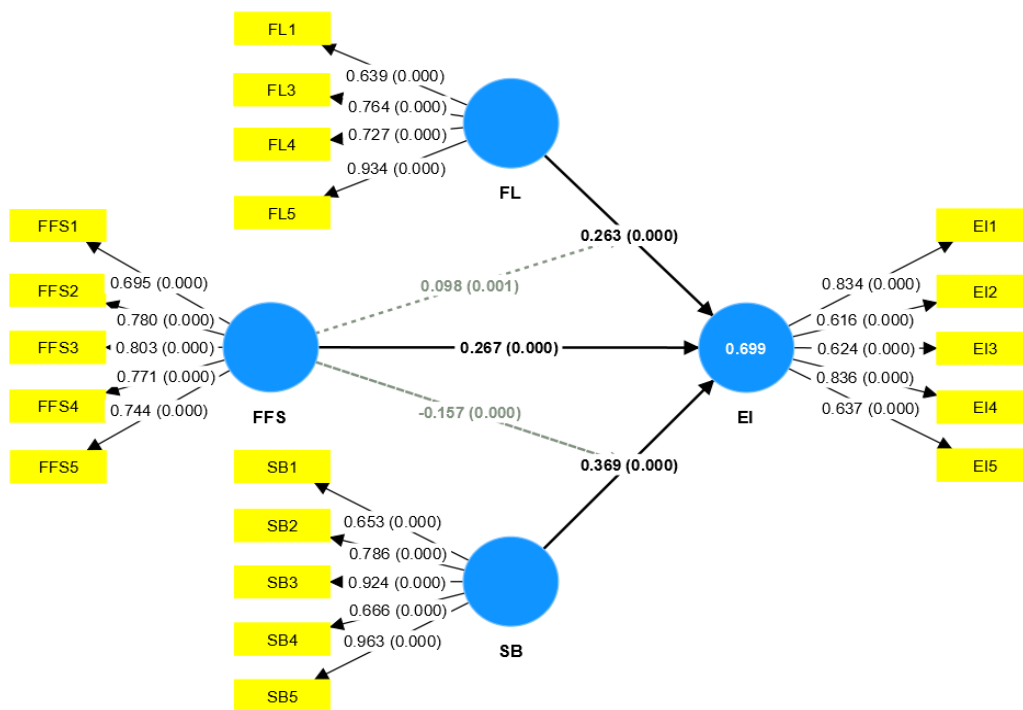 FL1
0.639 (0.000)
FL3
0.764 (0.000)
FL4
0.727 (0.000)
0.934 (0.000)
FL5
FL
FFS1
0.695 (0.000)
FFS2
0.780 (0.000)
FFS3
0.803 (0.000)
FFS4
0.771 (0.000)
0.744 (0.000)
FFS5
FFS
0.263 (0.000)
0.098 (0.001)
0.267 (0.000)
-0.157 (0.000)
0.369 (0.000)
0.699
EI
EI1
0.834 (0.000)
EI2
0.616 (0.000)
0.624 (0.000)
EI3
0.836 (0.000)
EI4
0.637 (0.000)
EI5
SB1
0.653 (0.000)
SB2
0.786 (0.000)
SB3
0.924 (0.000)
0.666 (0.000)
SB4
0.963 (0.000)
SB5
SB